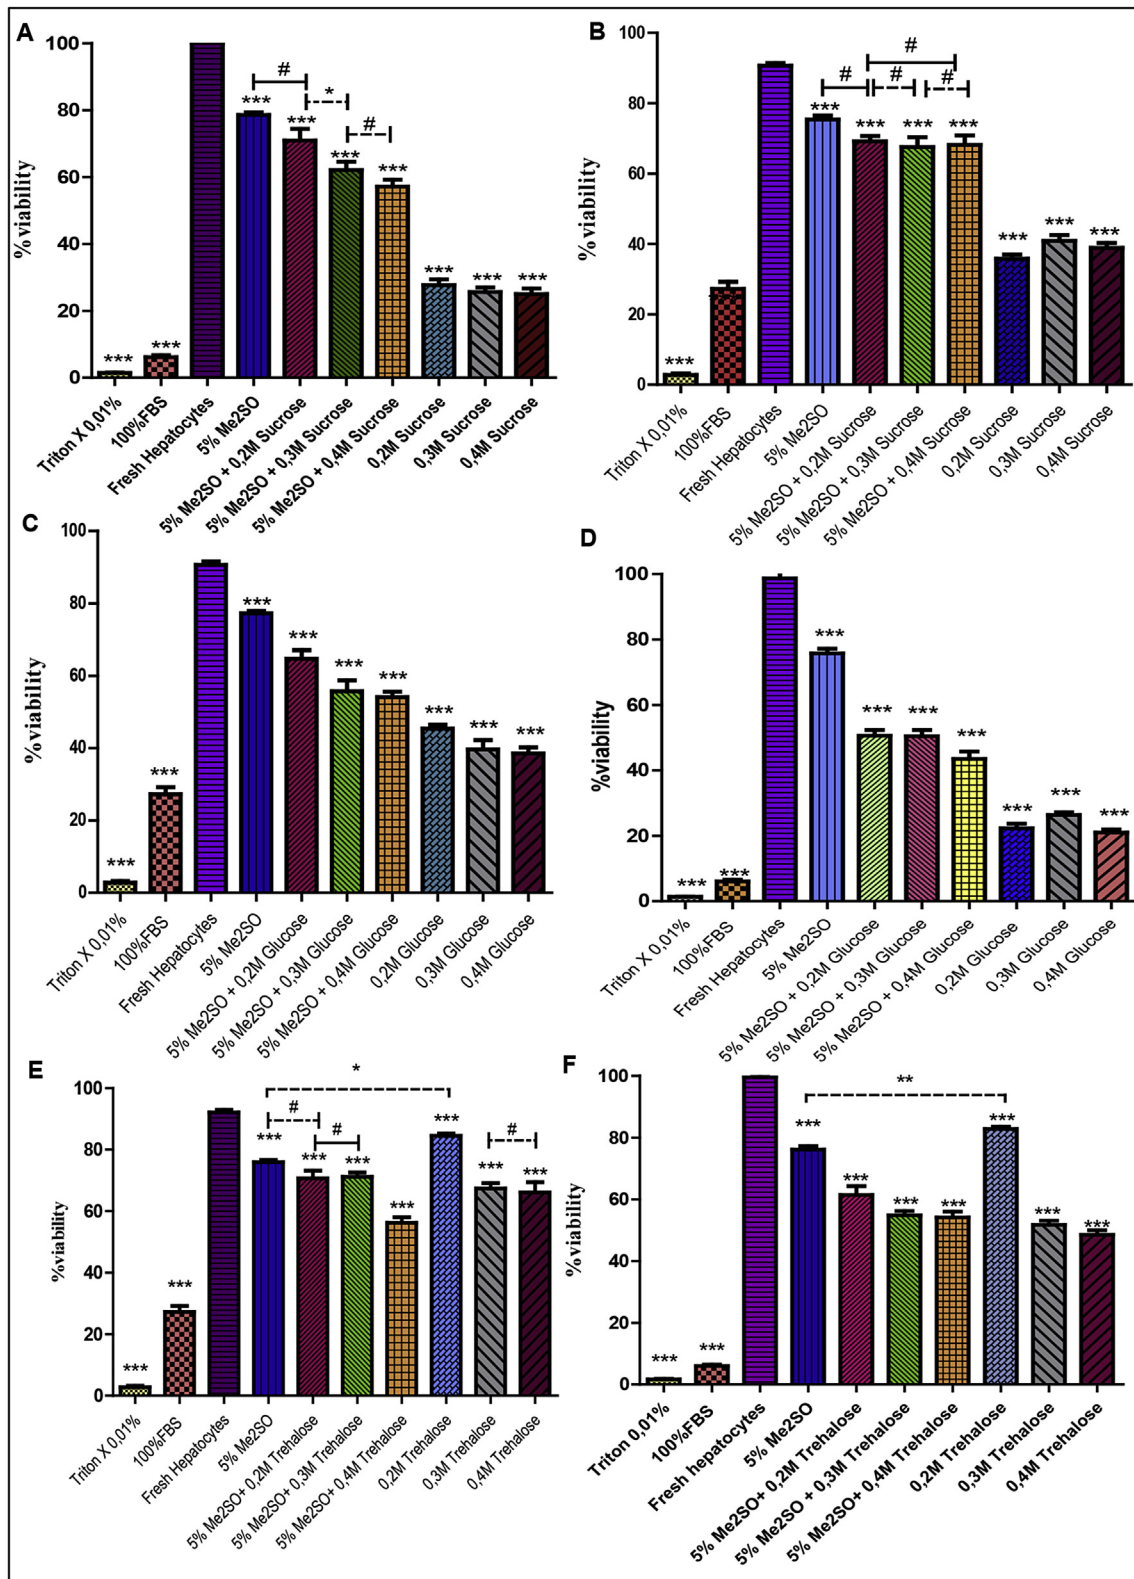 A
%viability
100
80
60
40
20
0
***
***
***
***
***
***
***
***
***
#
*
#
Triton X 0,01%
100%FBS
Fresh Hepatocytes
5% Me2SO
5% Me2SO + 0,2M Sucrose
5% Me2SO + 0,3M Sucrose
5% Me2SO + 0,4M Sucrose
0,2M Sucrose
0,3M Sucrose
0,4M Sucrose
B
%viability
100
80
60
40
20
0
***
***
***
***
***
***
***
***
#
#
#
#
Triton X 0,01%
100%FBS
Fresh Hepatocytes
5% Me2SO
5% Me2SO + 0,2M Sucrose
5% Me2SO + 0,3M Sucrose
5% Me2SO + 0,4M Sucrose
0,2M Sucrose
0,3M Sucrose
0,4M Sucrose
C
%viability
100
80
60
40
20
0
***
***
***
***
***
***
***
***
***
Triton X 0,01%
100%FBS
Fresh Hepatocytes
5% Me2SO
5% Me2SO + 0,2M Glucose
5% Me2SO + 0,3M Glucose
5% Me2SO + 0,4M Glucose
0,2M Glucose
0,3M Glucose
0,4M Glucose
D
%viability
100
80
60
40
20
0
***
***
***
***
***
***
***
***
***
Triton X 0,01%
100%FBS
Fresh Hepatocytes
5% Me2SO
5% Me2SO + 0,2M Glucose
5% Me2SO + 0,3M Glucose
5% Me2SO + 0,4M Glucose
0,2M Glucose
0,3M Glucose
0,4M Glucose
E
%viability
100
80
60
40
20
0
***
***
***
***
***
***
***
***
***
*
#
#
#
Triton X 0,01%
100%FBS
Fresh Hepatocytes
5% Me2SO
5% Me2SO+ 0,2M Trehalose
5% Me2SO+ 0,3M Trehalose
5% Me2SO+ 0,4M Trehalose
0,2M Trehalose
0,3M Trehalose
0,4M Trehalose
F
%viability
100
80
60
40
20
0
***
***
***
***
***
***
***
***
***
**
Triton 0,01%
100%FBS
Fresh hepatocytes
5% Me2SO
5% Me2SO+ 0,2M Trehalose
5% Me2SO + 0,3M Trehalose
5% Me2SO+ 0,4M Trehalose
0,2M Trehalose
0,3M Trehalose
0,4M Trehalose